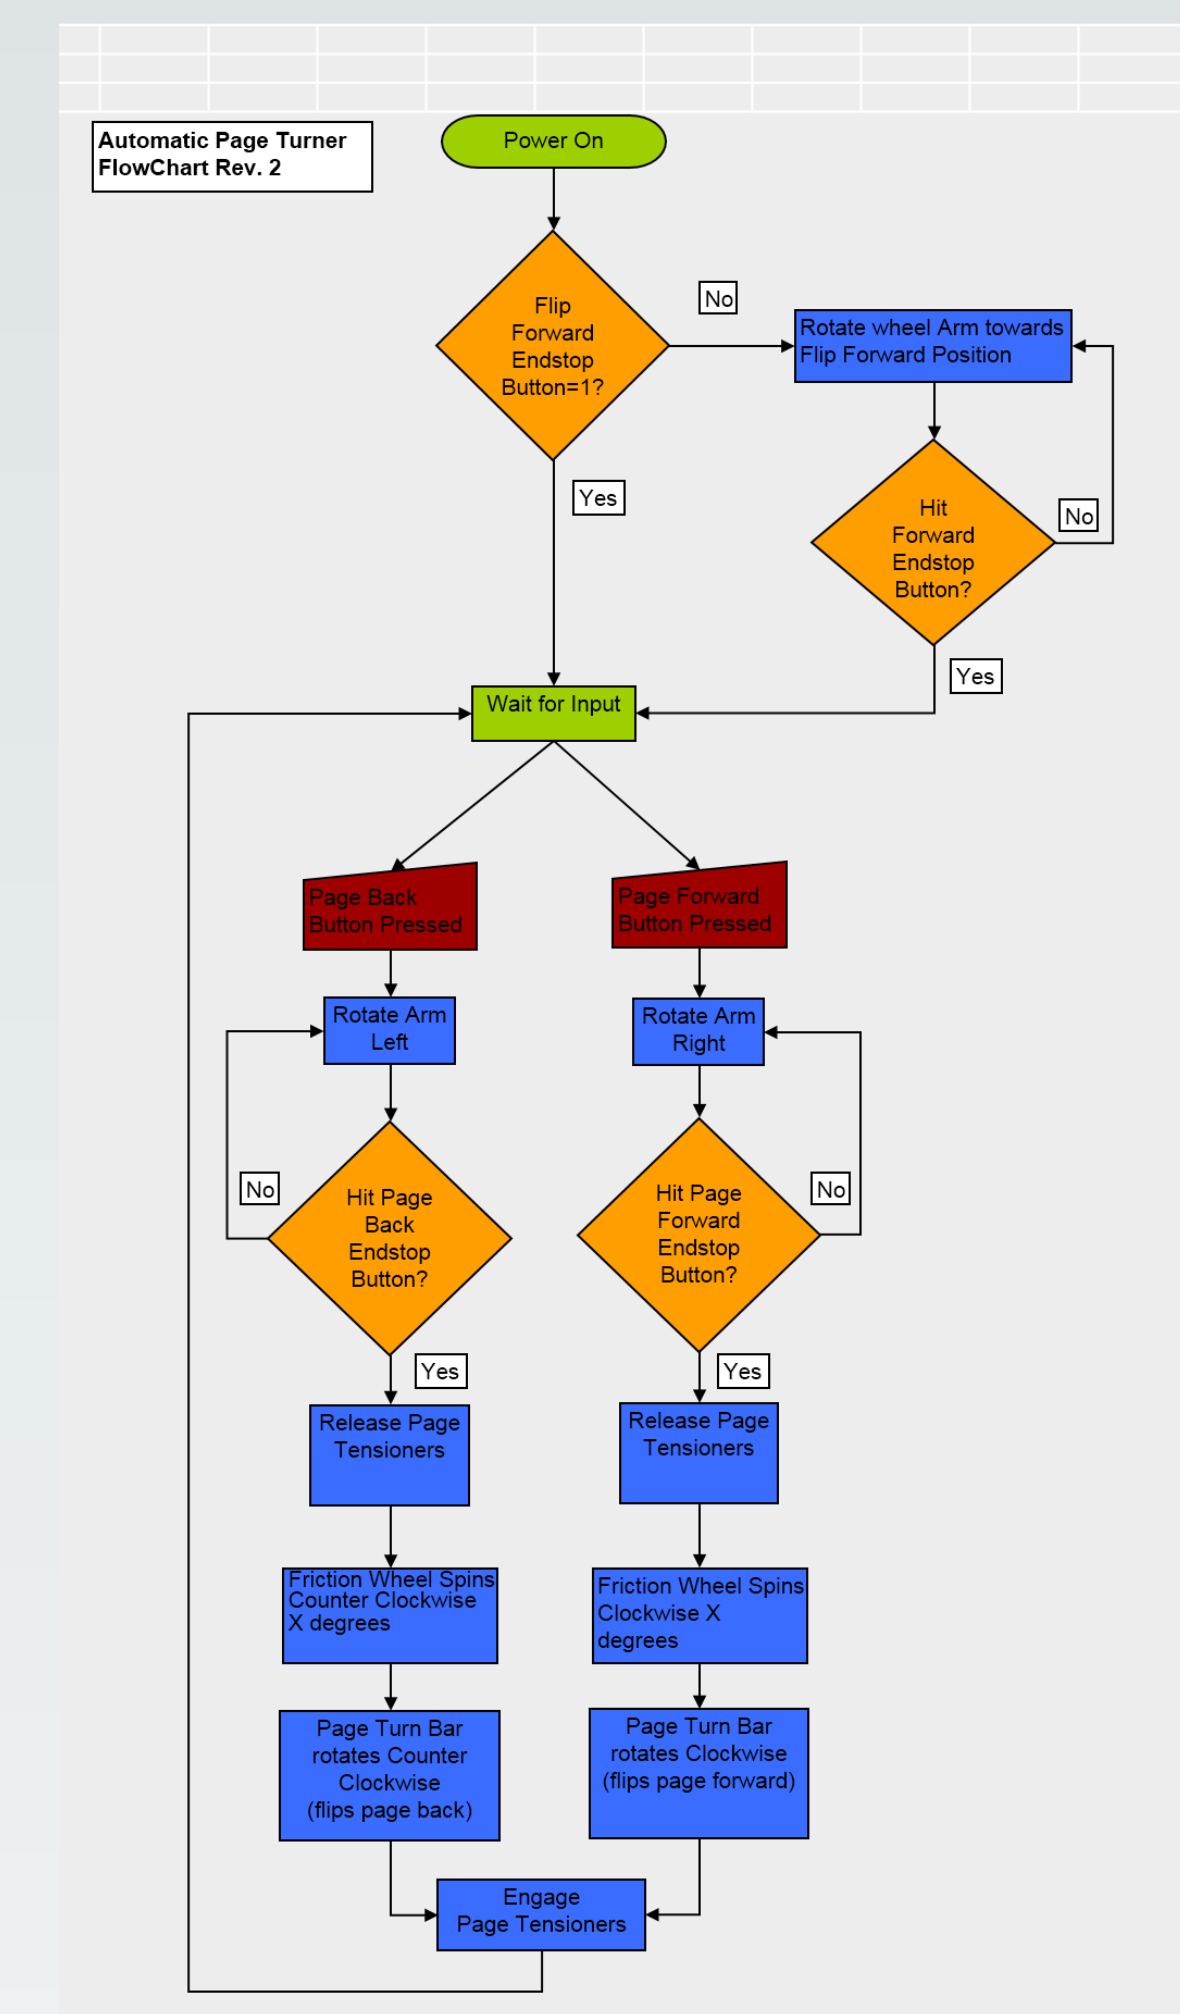 Automatic Page Turner
FlowChart Rev. 2
Power On
Flip
Forward
Endstop
Button=1?
No
Rotate wheel Arm towards
Flip Forward Position
Yes
Hit
Forward
Endstop
Button?
No
Yes
Wait for Input
Page Back
Button Pressed
Page Forward
Button Pressed
Rotate Arm
Left
Rotate Arm
Right
No
Hit Page
Back
Endstop
Button?
Hit Page
Forward
Endstop
Button?
No
Yes
Yes
Release Page
Tensioners
Release Page
Tensioners
Friction Wheel Spins
Counter Clockwise
X degrees
Friction Wheel Spins
Clockwise X
degrees
Page Turn Bar
rotates Counter
Clockwise
(flips page back)
Page Turn Bar
rotates Clockwise
(flips page forward)
Engage
Page Tensioners